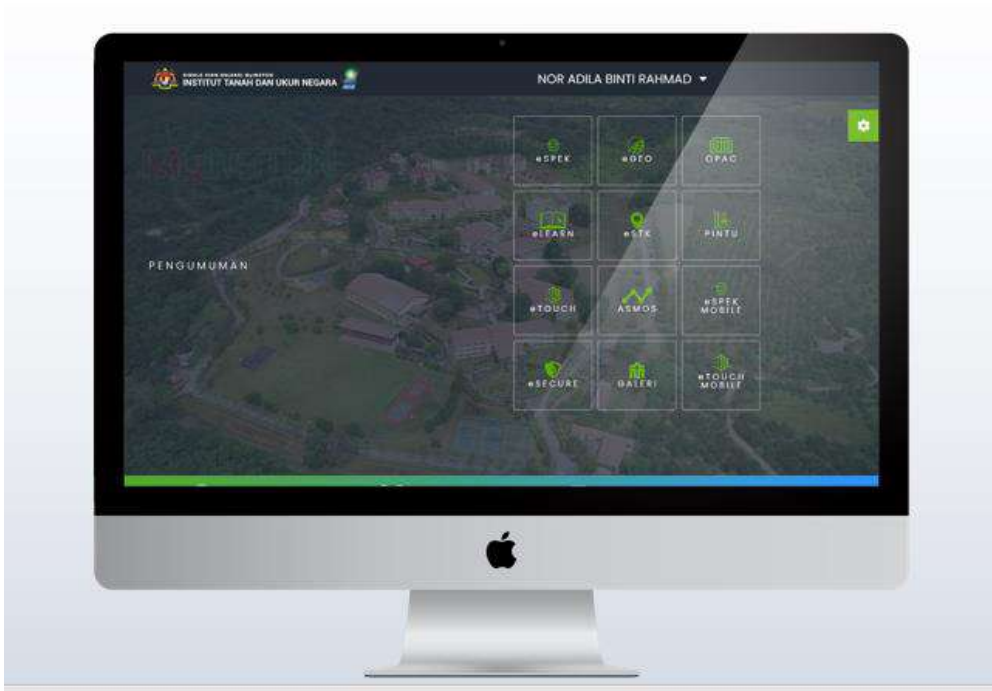 INSTITUT TANAH DAN UKUR NEGARA
NOR ADILA BINTI RAHMAD
eSPEK
eGEO
OPAC
eLEARN
eSTK
PINTU
PENGUMUMAN
eTOUCH
ASMOS
eSPEK
MOBILE
eSECURE
GALERI
eTOUCH
MOBILE